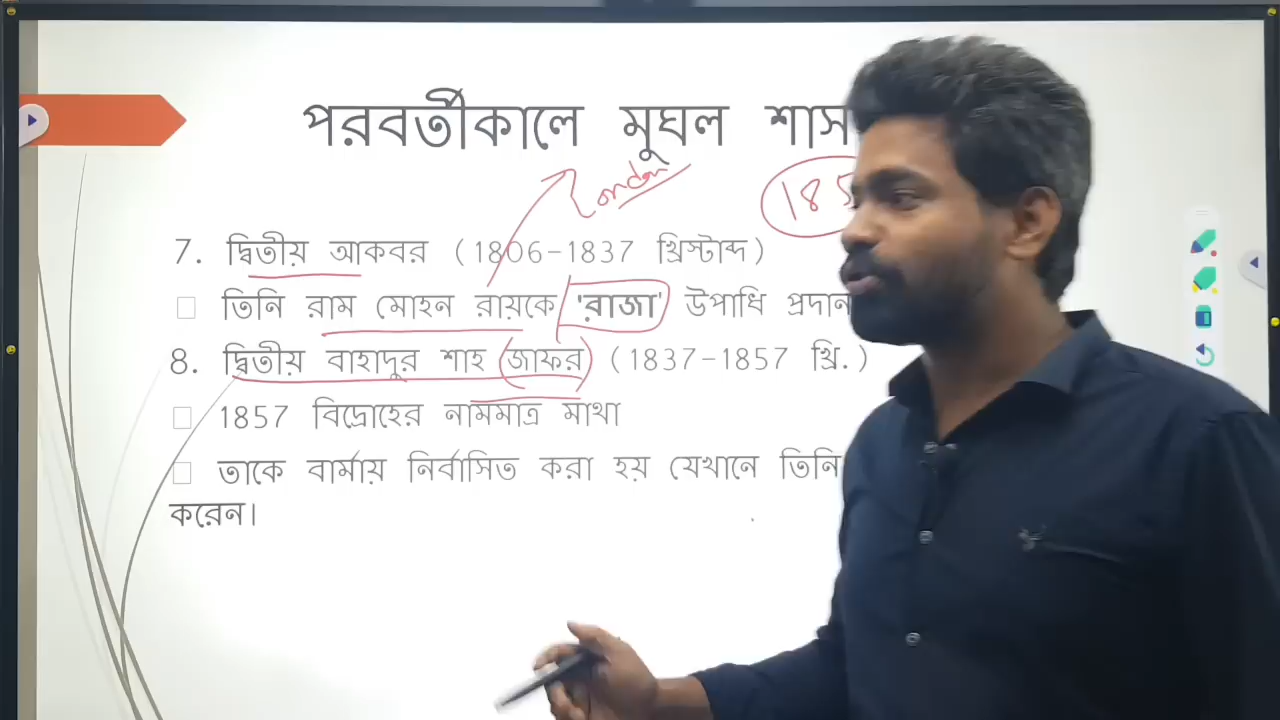 পরবর্তীকালে মুঘল শাস
London
185
7. দ্বিতীয় আকবর (1806-1837 খ্রিস্টাব্দ)
তিনি রাম মোহন রায়কে 'রাজা' উপাধি প্রদান
8. দ্বিতীয় বাহাদুর শাহ (জাফর) (1837-1857 খ্রি.)
1857 বিদ্রোহের নামমাত্র মাথা
তাকে বার্মায় নির্বাসিত করা হয় যেখানে তিনি
করেন।